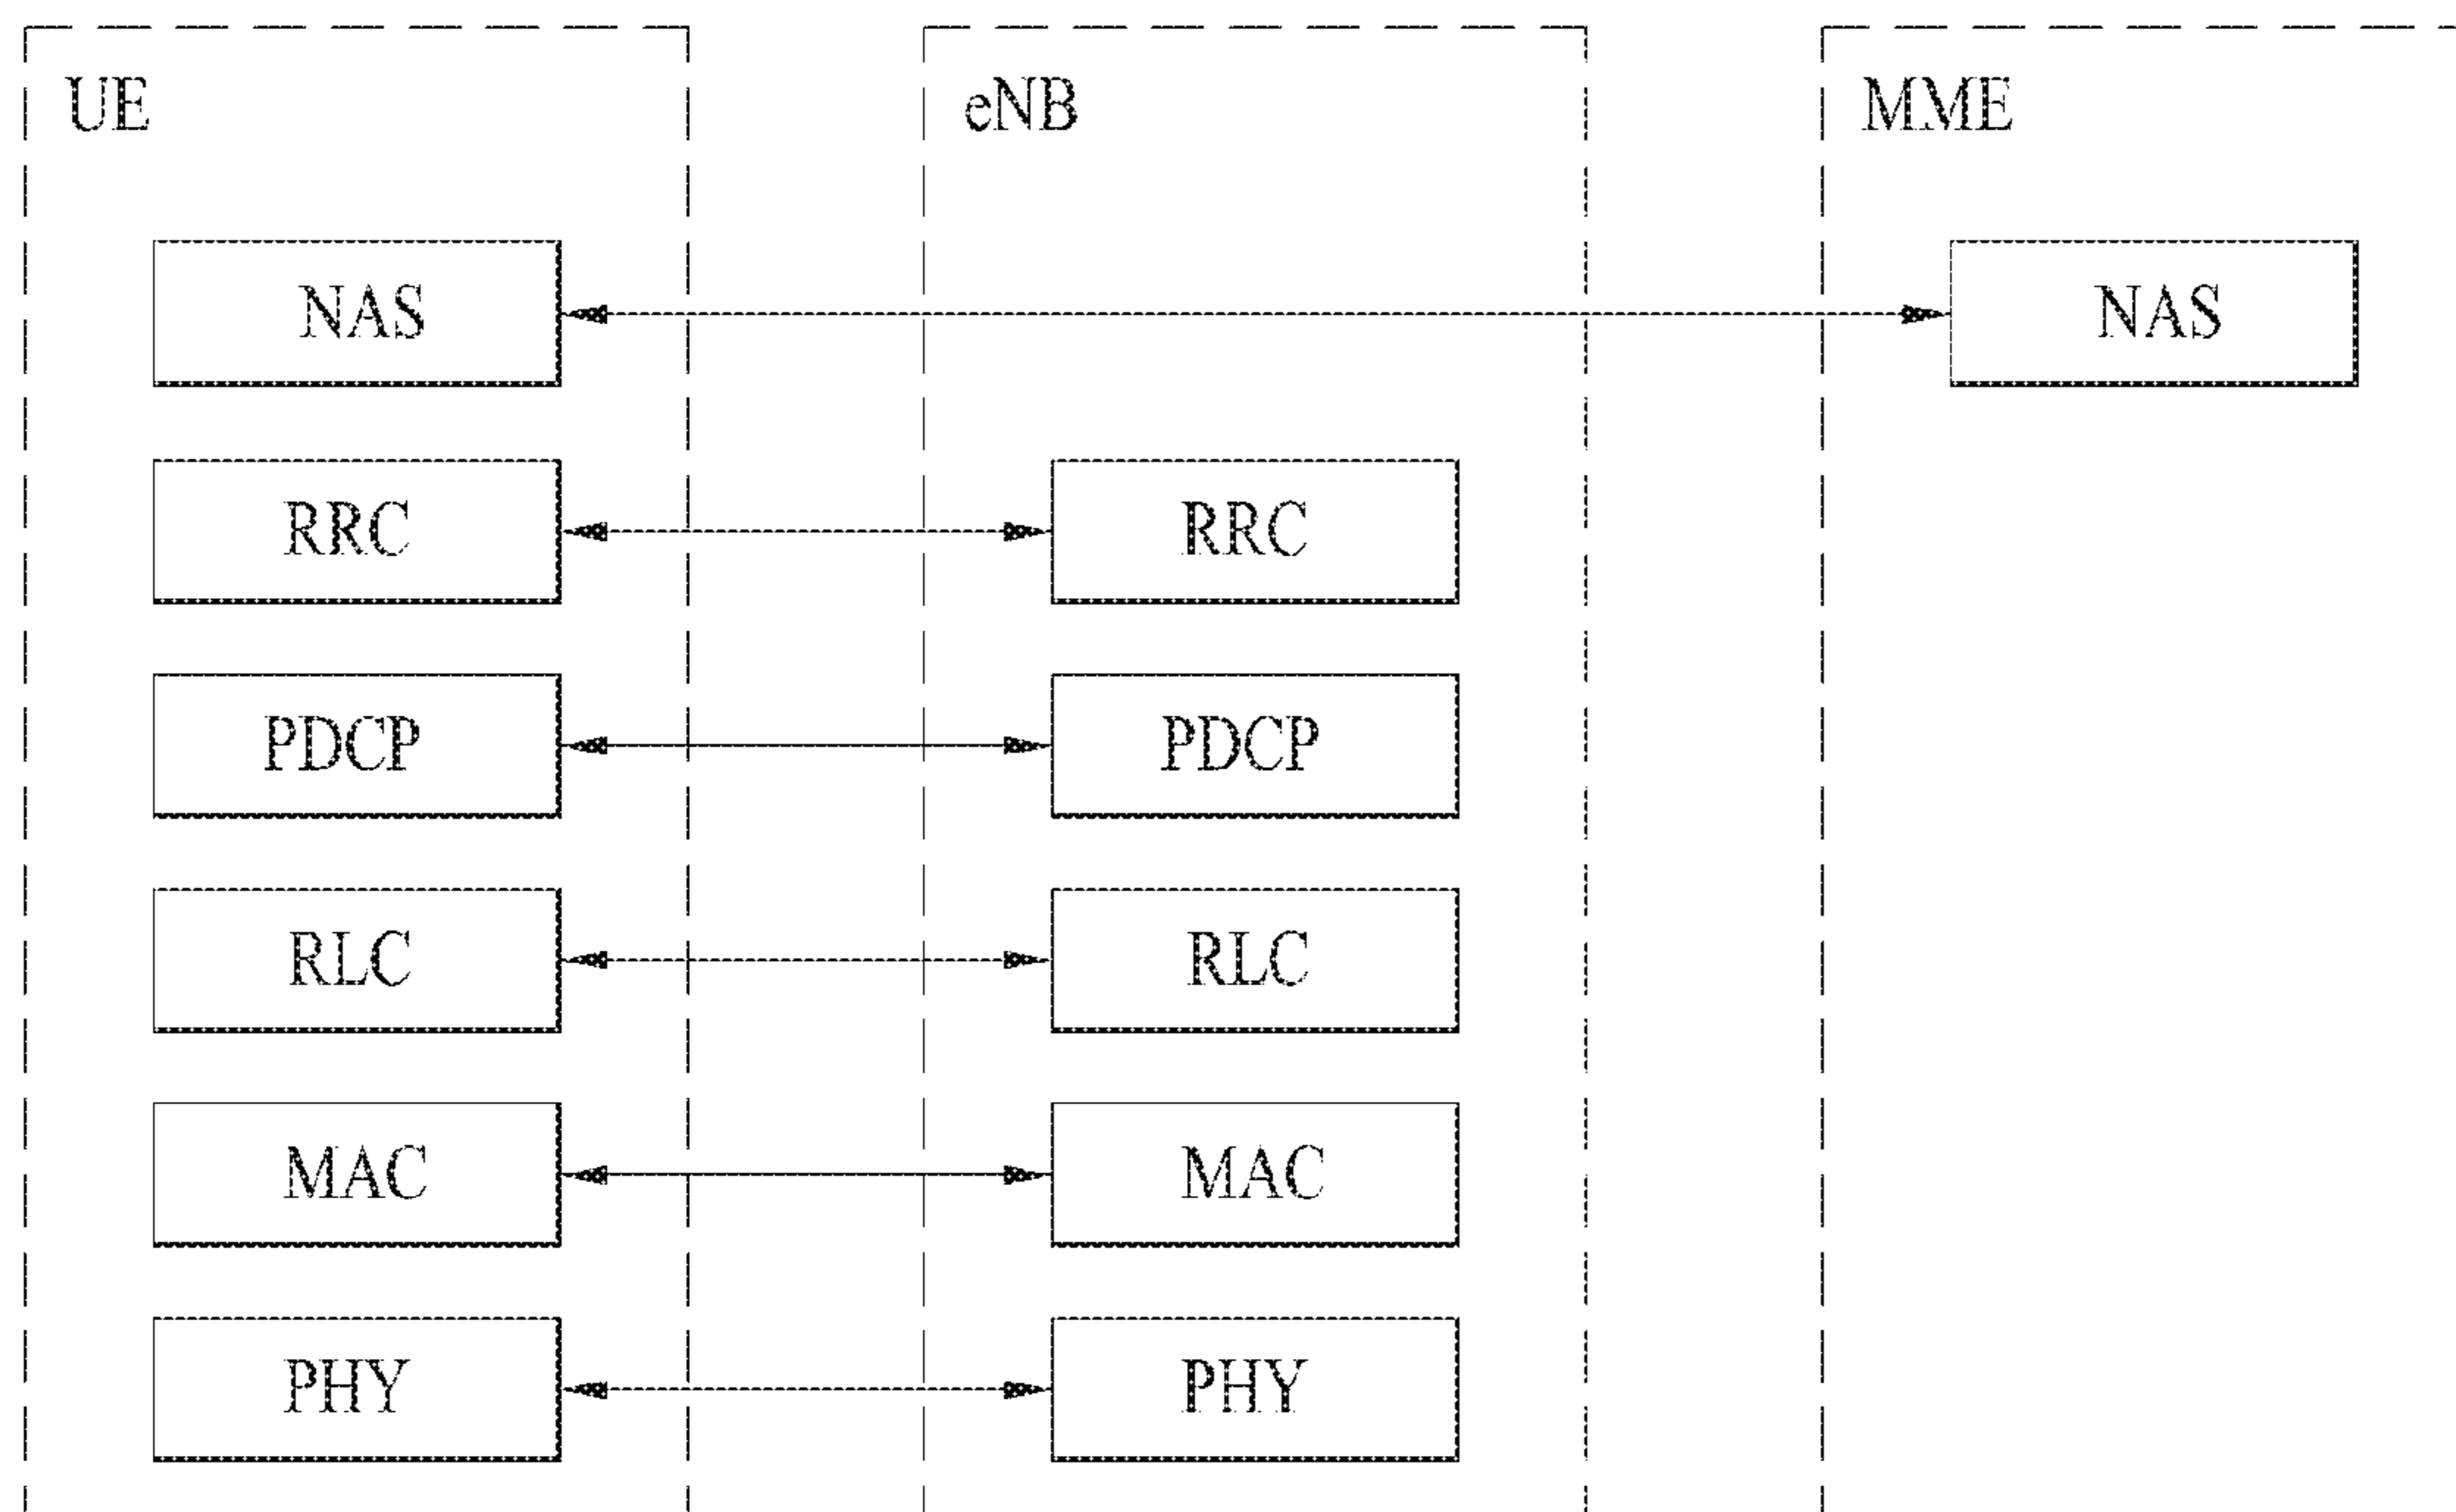 UE eNB MME
NAS NAS
RRC RRC
PDCP PDCP
RLC RLC
MAC MAC
PHY PHY